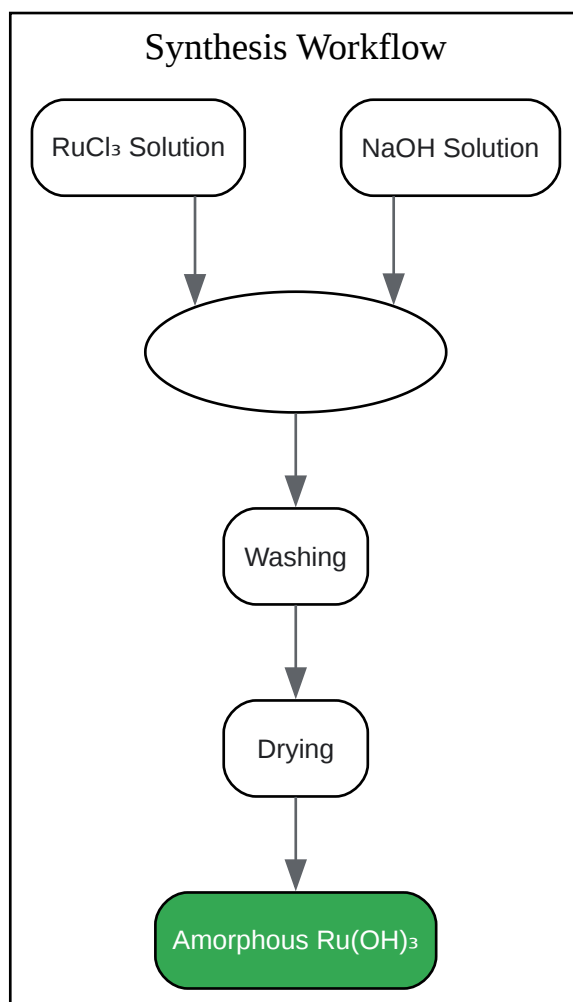 Synthesis Workflow
RuCl₃ Solution
NaOH Solution
Washing
Drying
Amorphous Ru(OH)₃